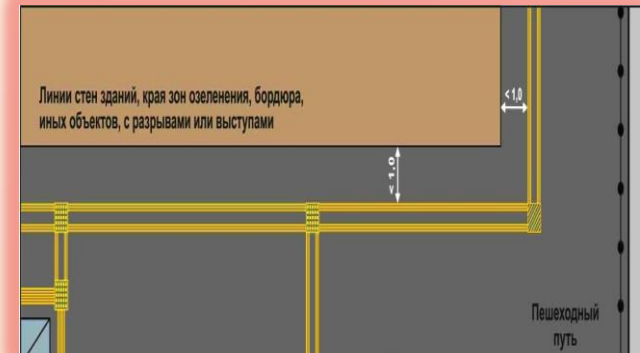 Линии стен зданий, края зон озеленения, бордюра,
иных объектов, с разрывами или выступами
< 1,0
< 1,0
Пешеходный
путь